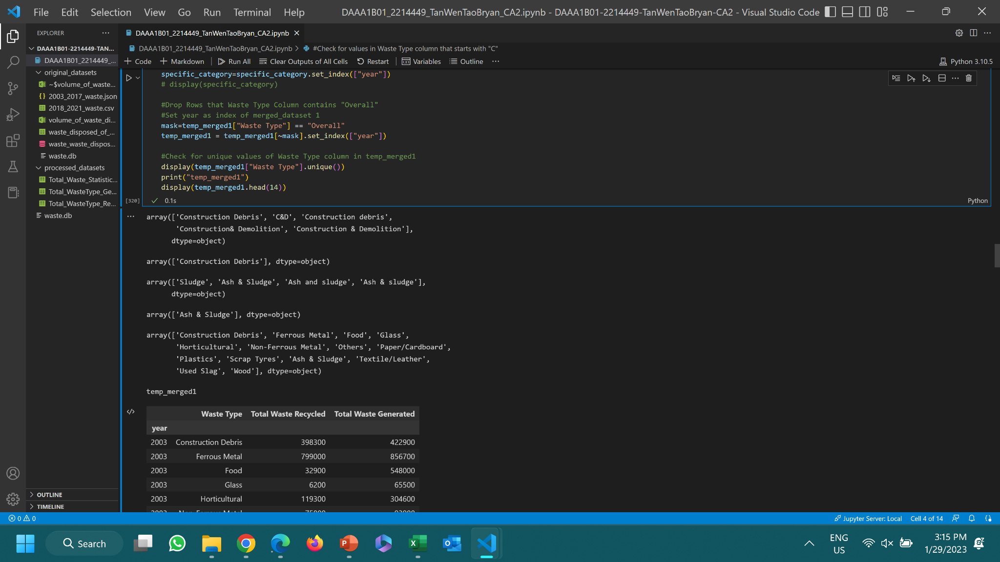 File Edit Selection View Go Run Terminal Help DAAA1B01_2214449_TanWenTaoBryan_CA2.ipynb - DAAA1B01-2214449-TanWenTaoBryan-CA2 - Visual Studio Code
EXPLORER
DAAA1B01-2214449-TAN...
DAAA1B01_2214449_...
original_datasets
~$volume_of_waste...
2003_2017_waste.json
2018_2021_waste.csv
volume_of_waste_di...
waste_disposed_of_...
waste_waste_dispos...
waste.db
processed_datasets
Total_Waste_Statistic...
Total_WasteType_Ge...
Total_WasteType_Re...
waste.db
OUTLINE
TIMELINE
DAAA1B01_2214449_TanWenTaoBryan_CA2.ipynb
DAAA1B01_2214449_TanWenTaoBryan_CA2.ipynb > #Check for values in Waste Type column that starts with "C"
+ Code + Markdown Run All Clear Outputs of All Cells Restart Variables Outline ... Python 3.10.5
specific_category=specific_category.set_index(["year"])
# display(specific_category)
#Drop Rows that Waste Type Column contains "Overall"
#Set year as index of merged_dataset 1
mask=temp_merged1["Waste Type"] == "Overall"
temp_merged1 = temp_merged1[~mask].set_index(["year"])
#Check for unique values of Waste Type column in temp_merged1
display(temp_merged1["Waste Type"].unique())
print("temp_merged1")
display(temp_merged1.head(14))
[320] 0.1s Python
array(['Construction Debris', 'C&D', 'Construction debris',
'Construction& Demolition', 'Construction & Demolition'],
dtype=object)
array(['Construction Debris'], dtype=object)
array(['Sludge', 'Ash & Sludge', 'Ash and sludge', 'Ash & sludge'],
dtype=object)
array(['Ash & Sludge'], dtype=object)
array(['Construction Debris', 'Ferrous Metal', 'Food', 'Glass',
'Horticultural', 'Non-Ferrous Metal', 'Others', 'Paper/Cardboard',
'Plastics', 'Scrap Tyres', 'Ash & Sludge', 'Textile/Leather',
'Used Slag', 'Wood'], dtype=object)
temp_merged1
Waste Type Total Waste Recycled Total Waste Generated
year
2003 Construction Debris 398300 422900
2003 Ferrous Metal 799000 856700
2003 Food 32900 548000
2003 Glass 6200 65500
2003 Horticultural 119300 304600
0 0 Jupyter Server: Local Cell 4 of 14
Search
ENG
US
3:15 PM
1/29/2023